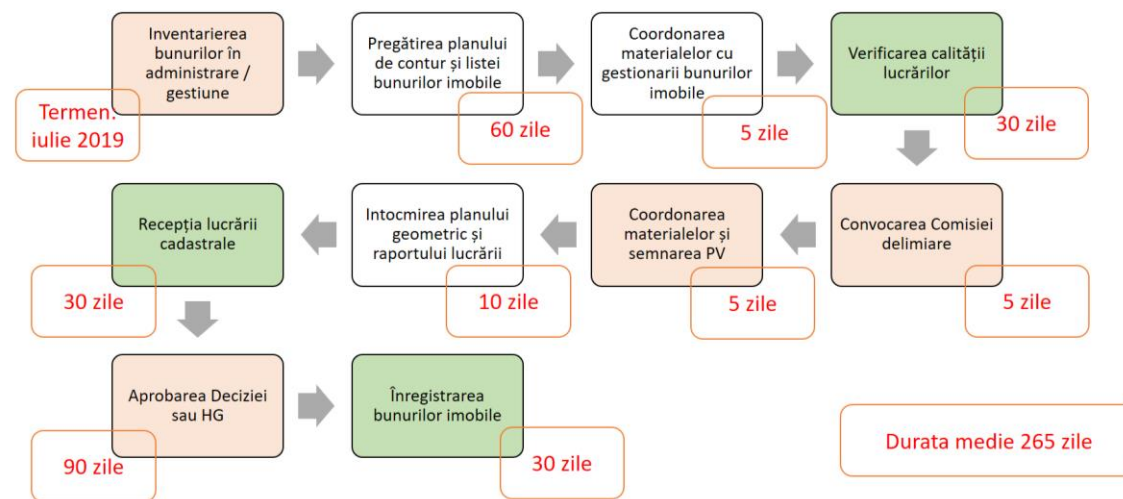 Inventarierea
bunurilor în
administrare /
gestiune
Termen:
iulie 2019
Pregătirea planului
de contur și listei
bunurilor imobile
60 zile
Coordonarea
materialelor cu
gestionarii bunurilor
imobile
5 zile
Verificarea calității
lucrărilor
30 zile
Convocarea Comisiei
delimiare
5 zile
Coordonarea
materialelor și
semnarea PV
5 zile
Intocmirea planului
geometric și
raportului lucrării
10 zile
Recepția lucrării
cadastrale
30 zile
Aprobarea Deciziei
sau HG
90 zile
Înregistrarea
bunurilor imobile
30 zile
Durata medie 265 zile